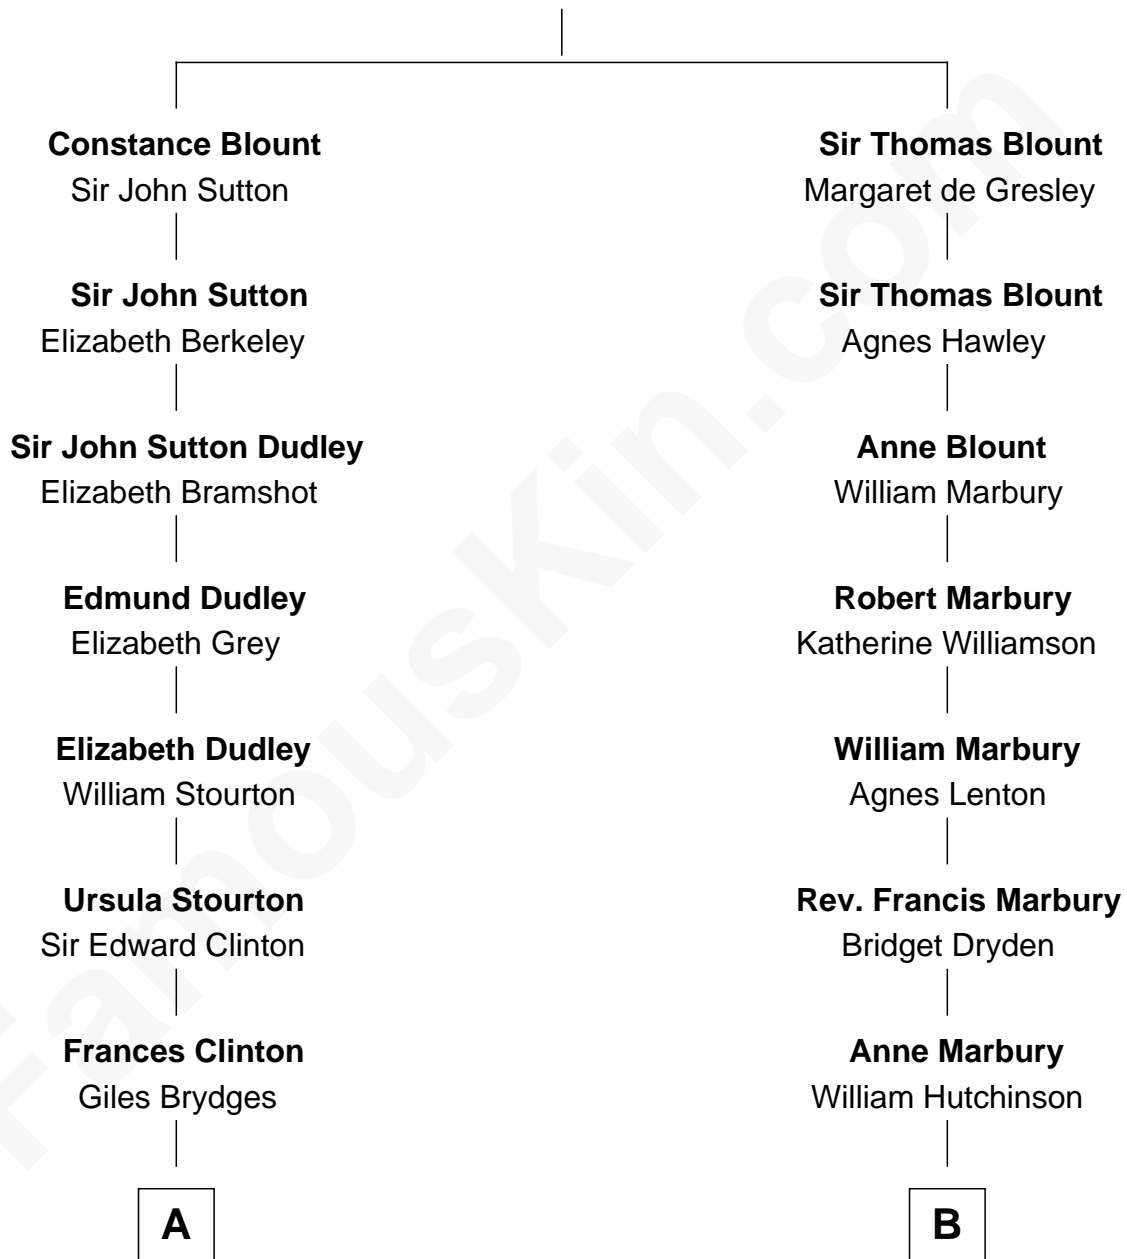 Constance Blount
Sir John Sutton
Sir John Sutton
Elizabeth Berkeley
Sir John Sutton Dudley
Elizabeth Bramshot
Edmund Dudley
Elizabeth Grey
Elizabeth Dudley
William Stourton
Ursula Stourton
Sir Edward Clinton
Frances Clinton
Giles Brydges
A
Sir Thomas Blount
Margaret de Gresley
Sir Thomas Blount
Agnes Hawley
Anne Blount
William Marbury
Robert Marbury
Katherine Williamson
William Marbury
Agnes Lenton
Rev. Francis Marbury
Bridget Dryden
Anne Marbury
William Hutchinson
B
FamousKin.com